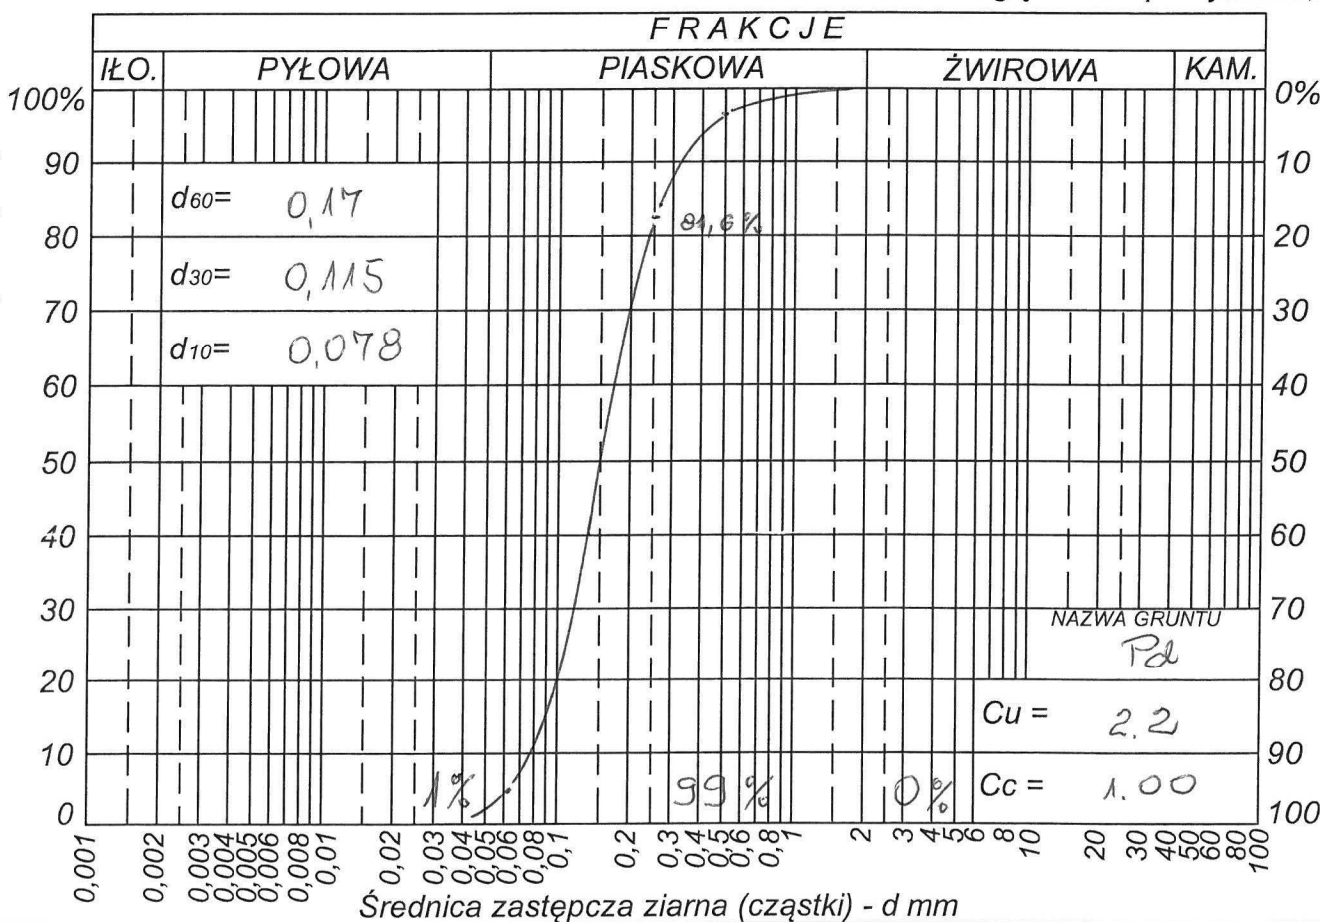 FRAKCJE
IŁO. PYŁOWA PIASKOWA ŻWIROWA KAM.
100% 0%
90 10
d60= 0,17
81,6%
80 20
d30= 0,115
70 30
d10= 0,078
60 40
50 50
40 60
30 70
NAZWA GRUNTU
Pd
20 80
Cu = 2.2
10 90
1% 99% 0% Cc = 1.00
0 100
0,001 0,002 0,003 0,004 0,005 0,006 0,008 0,01 0,02 0,03 0,04 0,05 0,06 0,08 0,1 0,2 0,3 0,4 0,5 0,6 0,8 1 2 3 4 5 6 8 10 20 30 40 50 60 80 100
Średnica zastępcza ziarna (cząstki) - d mm